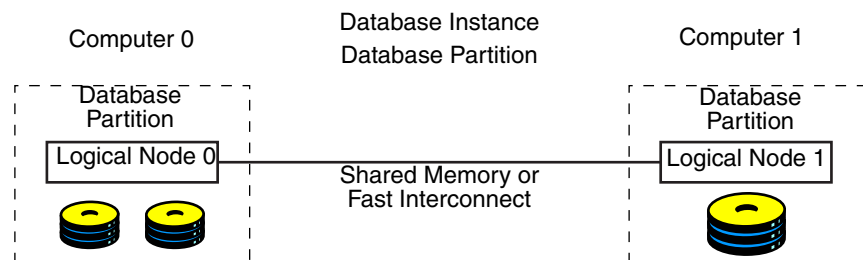 Computer 0
Database Instance
Database Partition
Computer 1
Database
Partition
Logical Node 0
Shared Memory or
Fast Interconnect
Database
Partition
Logical Node 1